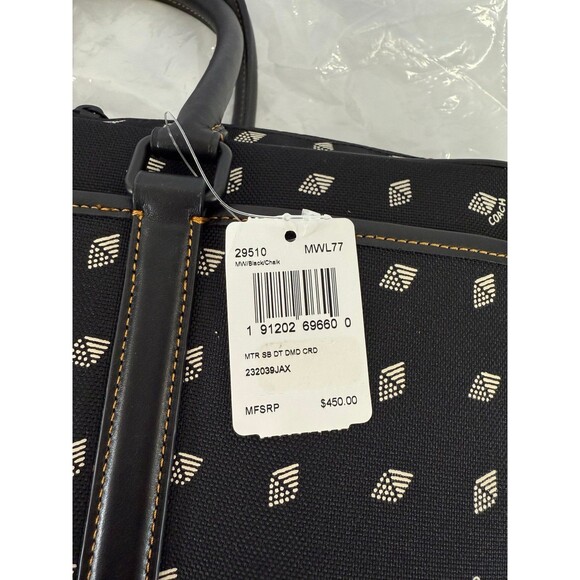 29510 MWL77
MW/Black/Chalk
1 91202 69660 0
MTR SB DT DMD CRD
232039JAX
MFSRP $450.00
COACH